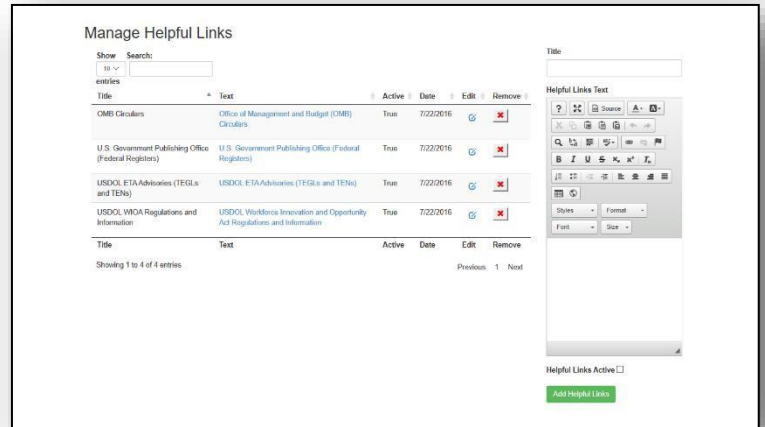 Manage Helpful Links
Show Search:
10
entries
Title Text Active Date Edit Remove
OMB Circulars Office of Management and Budget (OMB) True 7/22/2016
Circulars
U.S. Government Publishing Office U.S. Government Publishing Office (Federal True 7/22/2016
(Federal Registers) Registers)
USDOL ETA Advisories (TEGLs USDOL ETA Advisories (TEGLs and TENs) True 7/22/2016
and TENs)
USDOL WIOA Regulations and USDOL Workforce Innovation and Opportunity True 7/22/2016
Information Act Regulations and Information
Title Text Active Date Edit Remove
Showing 1 to 4 of 4 entries Previous 1 Next
Title
Helpful Links Text
? Source A A
B I U S x x I
Styles Format
Font Size
Helpful Links Active
Add Helpful Links